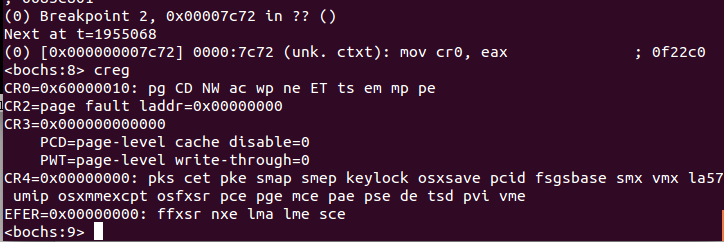 (0) Breakpoint 2, 0x00007c72 in ?? ()
Next at t=1955068
(0) [0x000000007c72] 0000:7c72 (unk. ctxt): mov cr0, eax ; 0f22c0
<bochs:8> creg
CR0=0x60000010: pg CD NW ac wp ne ET ts em mp pe
CR2=page fault laddr=0x00000000
CR3=0x000000000000
PCD=page-level cache disable=0
PWT=page-level write-through=0
CR4=0x00000000: pks cet pke smap smep keylock osxsave pcid fsgsbase smx vmx la57
umip osxmmexcpt osfxsr pce pge mce pae pse de tsd pvi vme
EFER=0x00000000: ffxsr nxe lma lme sce
<bochs:9>